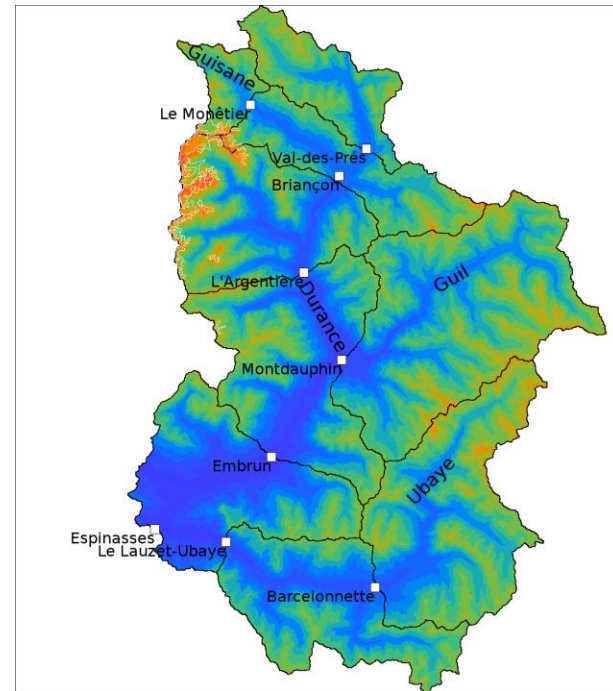 Guisane
Le Monêtier
Val-des-Prés
Briançon
L'Argentière
Durance
Guil
Montdauphin
Embrun
Ubaye
Espinasses
Le Lauzet-Ubaye
Barcelonnette